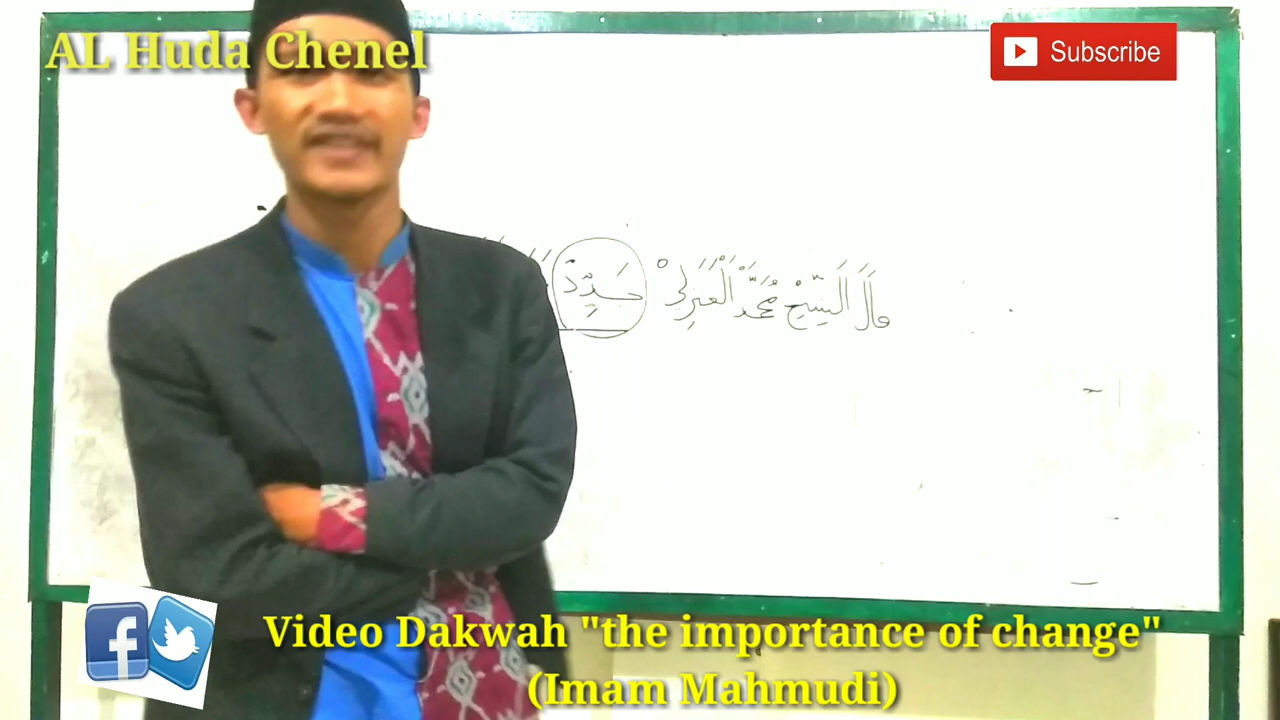 AL Huda Chenel
Subscribe
قَالَ الشَّيْخْ مُحَمَّدْ الْغَزَلِيْ جَدِّدْ
Video Dakwah "the importance of change"
(Imam Mahmudi)